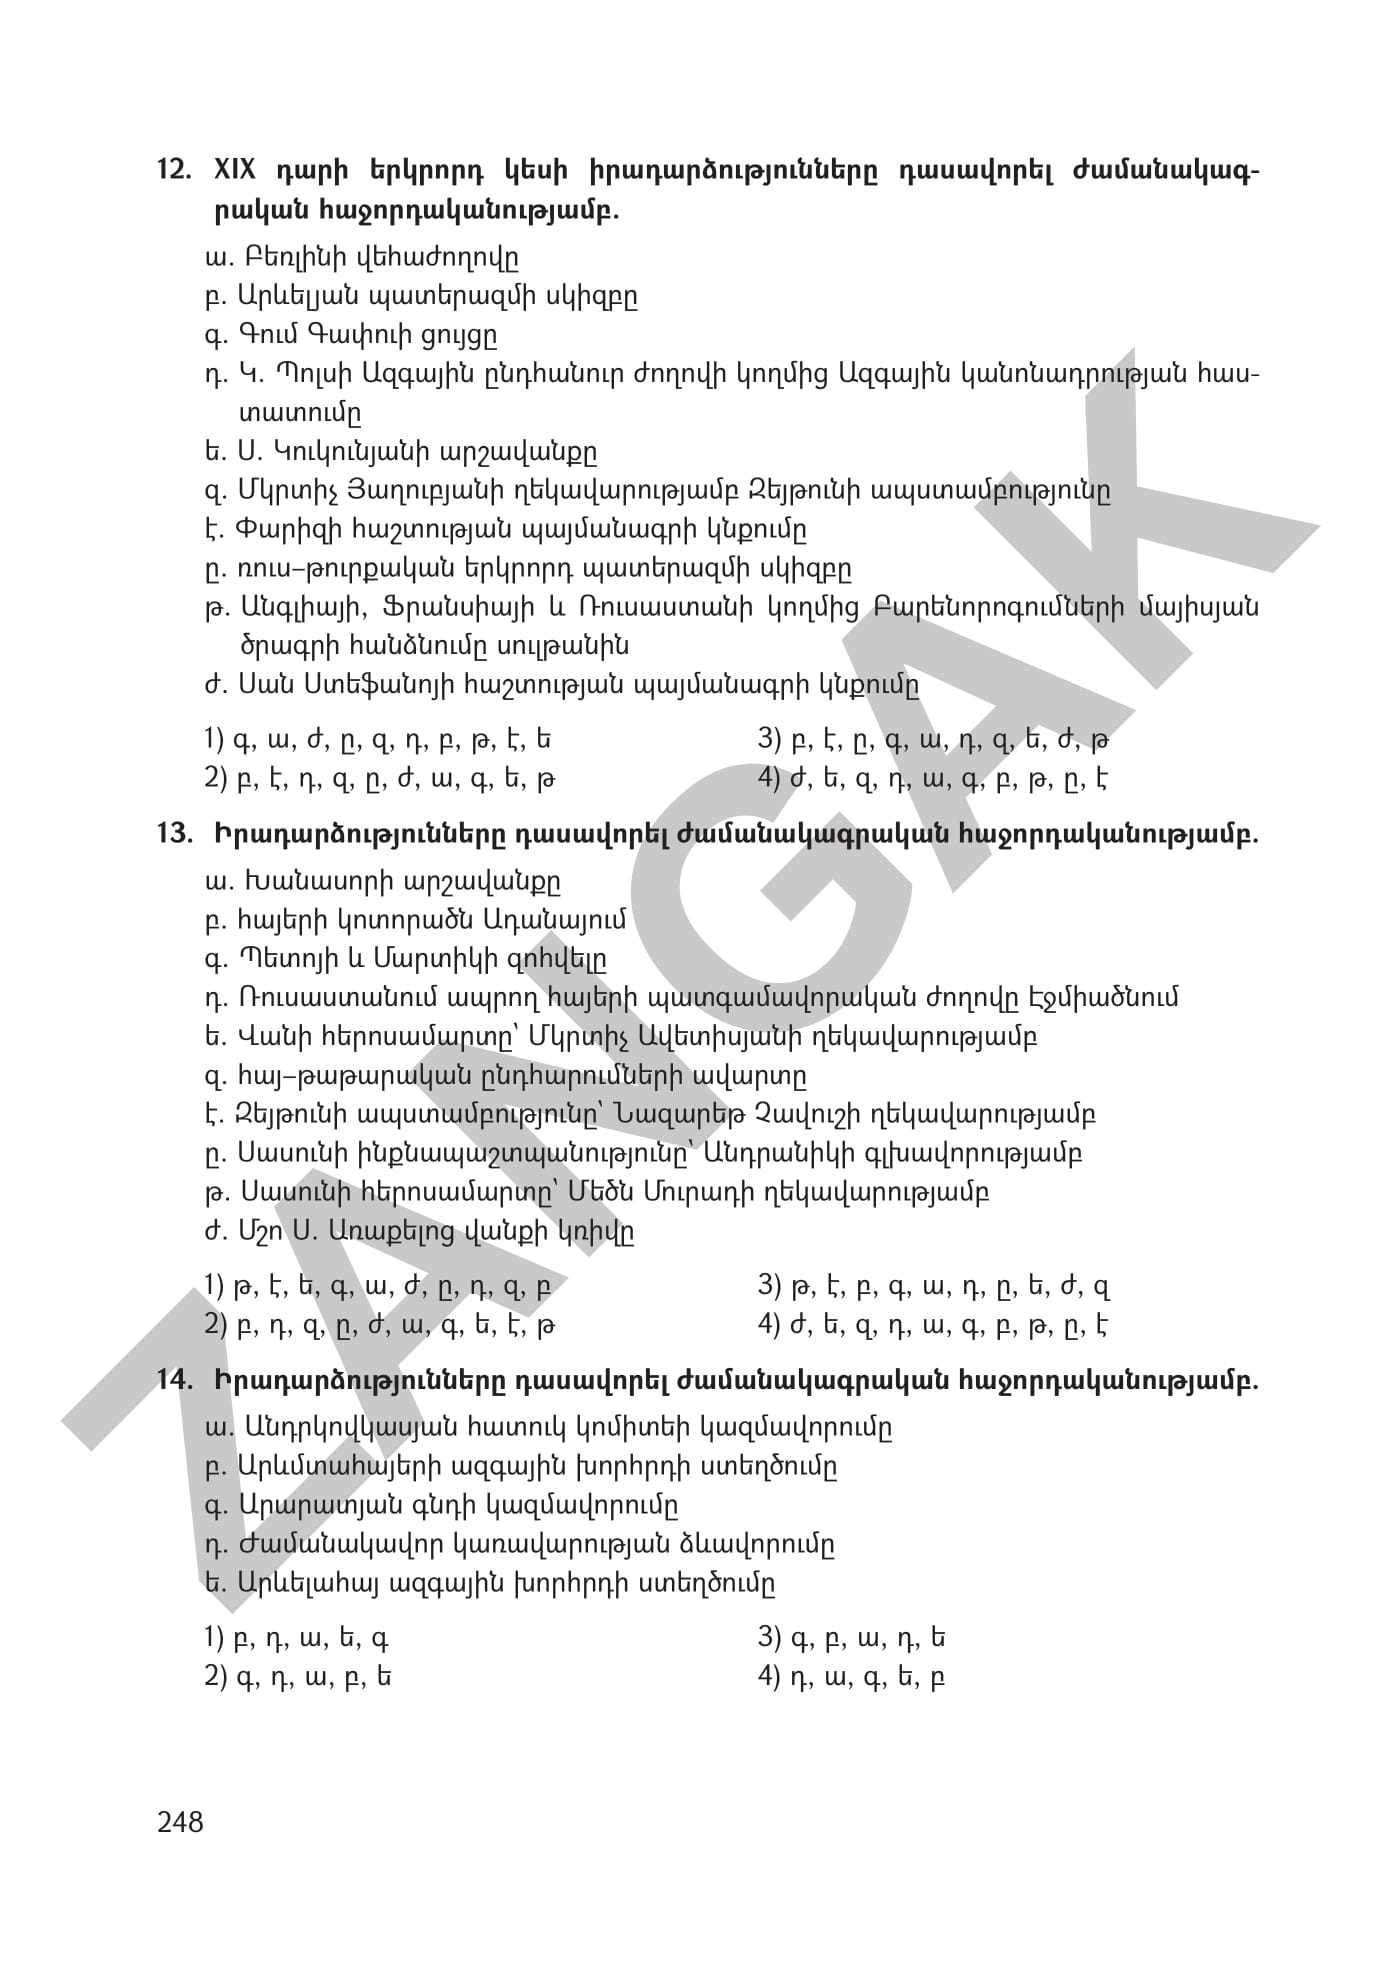 12. XIX դարի երկրորդ կեսի իրադարձությունները դասավորել ժամանակագ-
րական հաջորդականությամբ.
ա. Բեռլինի վեհաժողովը
բ. Արևելյան պատերազմի սկիզբը
գ. Գում Գափուի ցույցը
դ. Կ. Պոլսի Ազգային ընդհանուր ժողովի կողմից Ազգային կանոնադրության հաս-
տատումը
ե. Ս. Կուկունյանի արշավանքը
զ. Մկրտիչ Յաղուբյանի ղեկավարությամբ Զեյթունի ապստամբությունը
է. Փարիզի հաշտության պայմանագրի կնքումը
ը. ռուս–թուրքական երկրորդ պատերազմի սկիզբը
թ. Անգլիայի, Ֆրանսիայի և Ռուսաստանի կողմից Բարենորոգումների մայիսյան
ծրագրի հանձնումը սուլթանին
ժ. Սան Ստեֆանոյի հաշտության պայմանագրի կնքումը
1) գ, ա, ժ, ը, զ, դ, բ, թ, է, ե
3) բ, է, ը, գ, ա, դ, զ, ե, ժ, թ
2) բ, է, դ, զ, ը, ժ, ա, գ, ե, թ
4) ժ, ե, զ, դ, ա, գ, բ, թ, ը, է
13. Իրադարձությունները դասավորել ժամանակագրական հաջորդականությամբ.
ա. Խանասորի արշավանքը
բ. հայերի կոտորածն Ադանայում
գ. Պետոյի և Մարտիկի զոհվելը
դ. Ռուսաստանում ապրող հայերի պատգամավորական ժողովը Էջմիածնում
ե. Վանի հերոսամարտը՝ Մկրտիչ Ավետիսյանի ղեկավարությամբ
զ. հայ–թաթարական ընդհարումների ավարտը
է. Զեյթունի ապստամբությունը՝ Նազարեթ Չավուշի ղեկավարությամբ
ը. Սասունի ինքնապաշտպանությունը՝ Անդրանիկի գլխավորությամբ
թ. Սասունի հերոսամարտը՝ Մեծն Մուրադի ղեկավարությամբ
ժ. Մշո Ս. Առաքելոց վանքի կռիվը
1) թ, է, ե, գ, ա, ժ, ը, դ, զ, բ
3) թ, է, բ, գ, ա, դ, ը, ե, ժ, զ
2) բ, դ, զ, ը, ժ, ա, գ, ե, է, թ
4) ժ, ե, զ, դ, ա, գ, բ, թ, ը, է
14. Իրադարձությունները դասավորել ժամանակագրական հաջորդականությամբ.
ա. Անդրկովկասյան հատուկ կոմիտեի կազմավորումը
բ. Արևմտահայերի ազգային խորհրդի ստեղծումը
գ. Արարատյան գնդի կազմավորումը
դ. Ժամանակավոր կառավարության ձևավորումը
ե. Արևելահայ ազգային խորհրդի ստեղծումը
1) բ, դ, ա, ե, գ
3) գ, բ, ա, դ, ե
2) գ, դ, ա, բ, ե
4) դ, ա, գ, ե, բ
248
ZANGAK